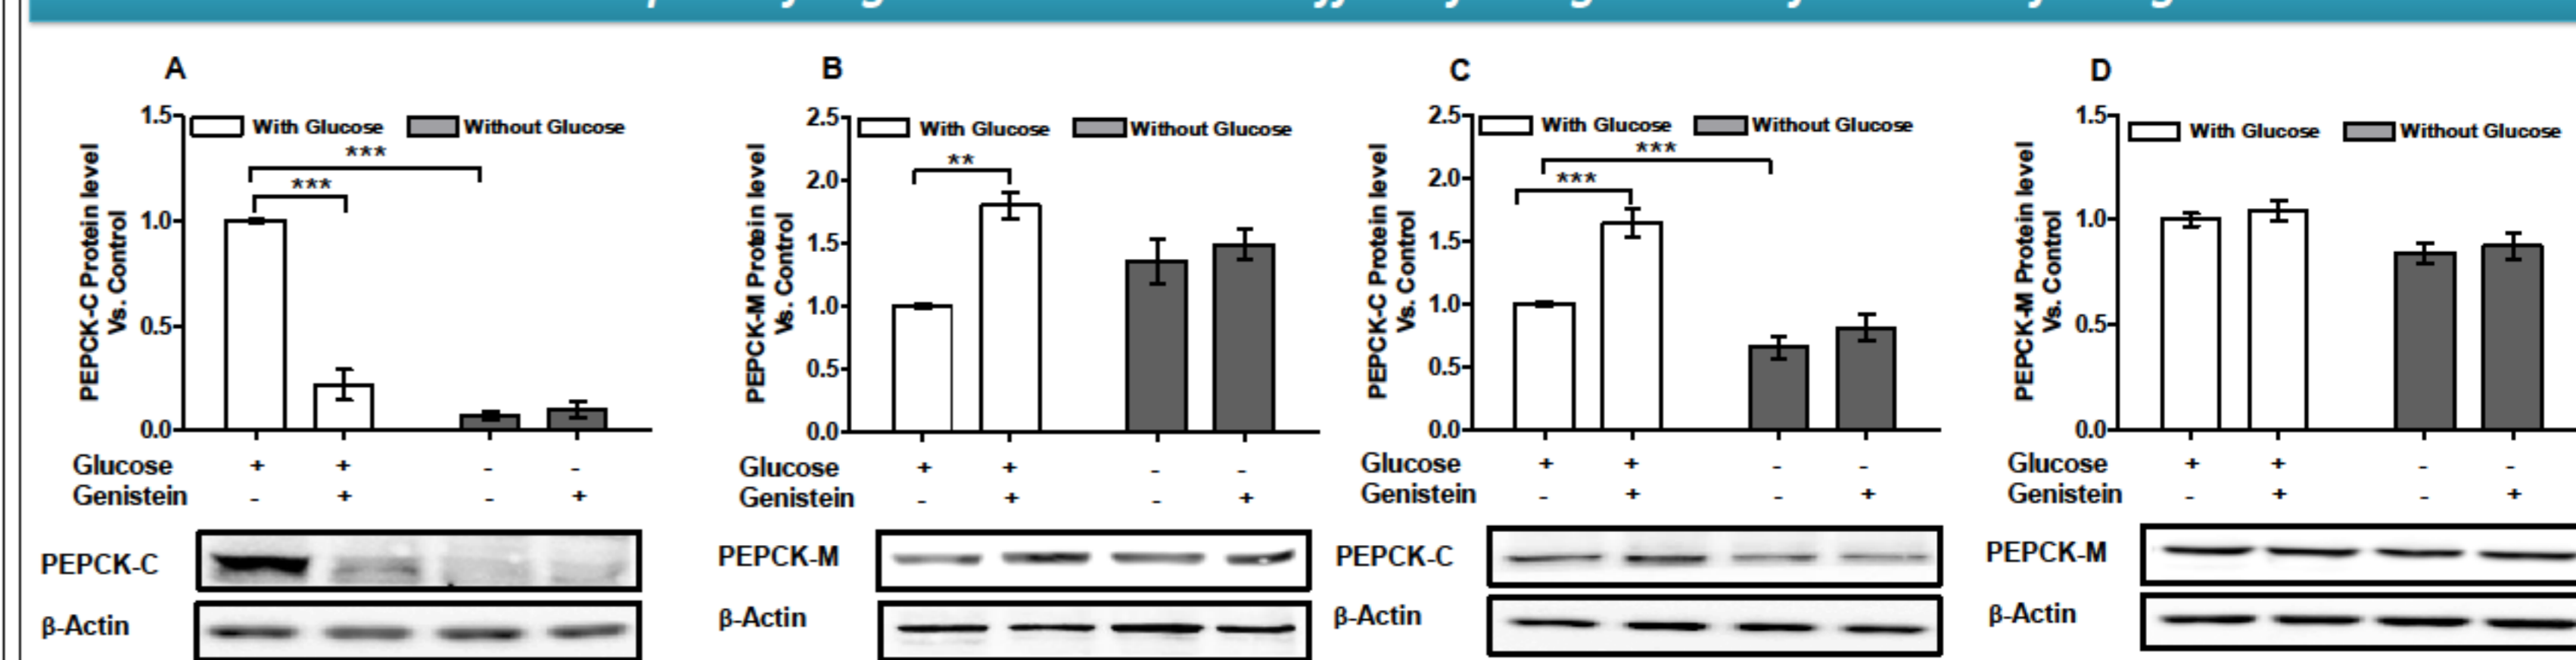 A
1.5
With Glucose
Without Glucose
***
***
1.0
0.5
0.0
PEPCK-C Protein level
Vs. Control
Glucose + + - -
Genistein - + - +
PEPCK-C
β-Actin
B
2.5
With Glucose
Without Glucose
**
2.0
1.5
1.0
0.5
0.0
PEPCK-M Protein level
Vs. Control
Glucose + + - -
Genistein - + - +
PEPCK-M
β-Actin
C
2.5
With Glucose
Without Glucose
***
***
2.0
1.5
1.0
0.5
0.0
PEPCK-C Protein level
Vs. Control
Glucose + + - -
Genistein - + - +
PEPCK-C
β-Actin
D
1.5
With Glucose
Without Glucose
1.0
0.5
0.0
PEPCK-M Protein level
Vs. Control
Glucose + + - -
Genistein - + - +
PEPCK-M
β-Actin